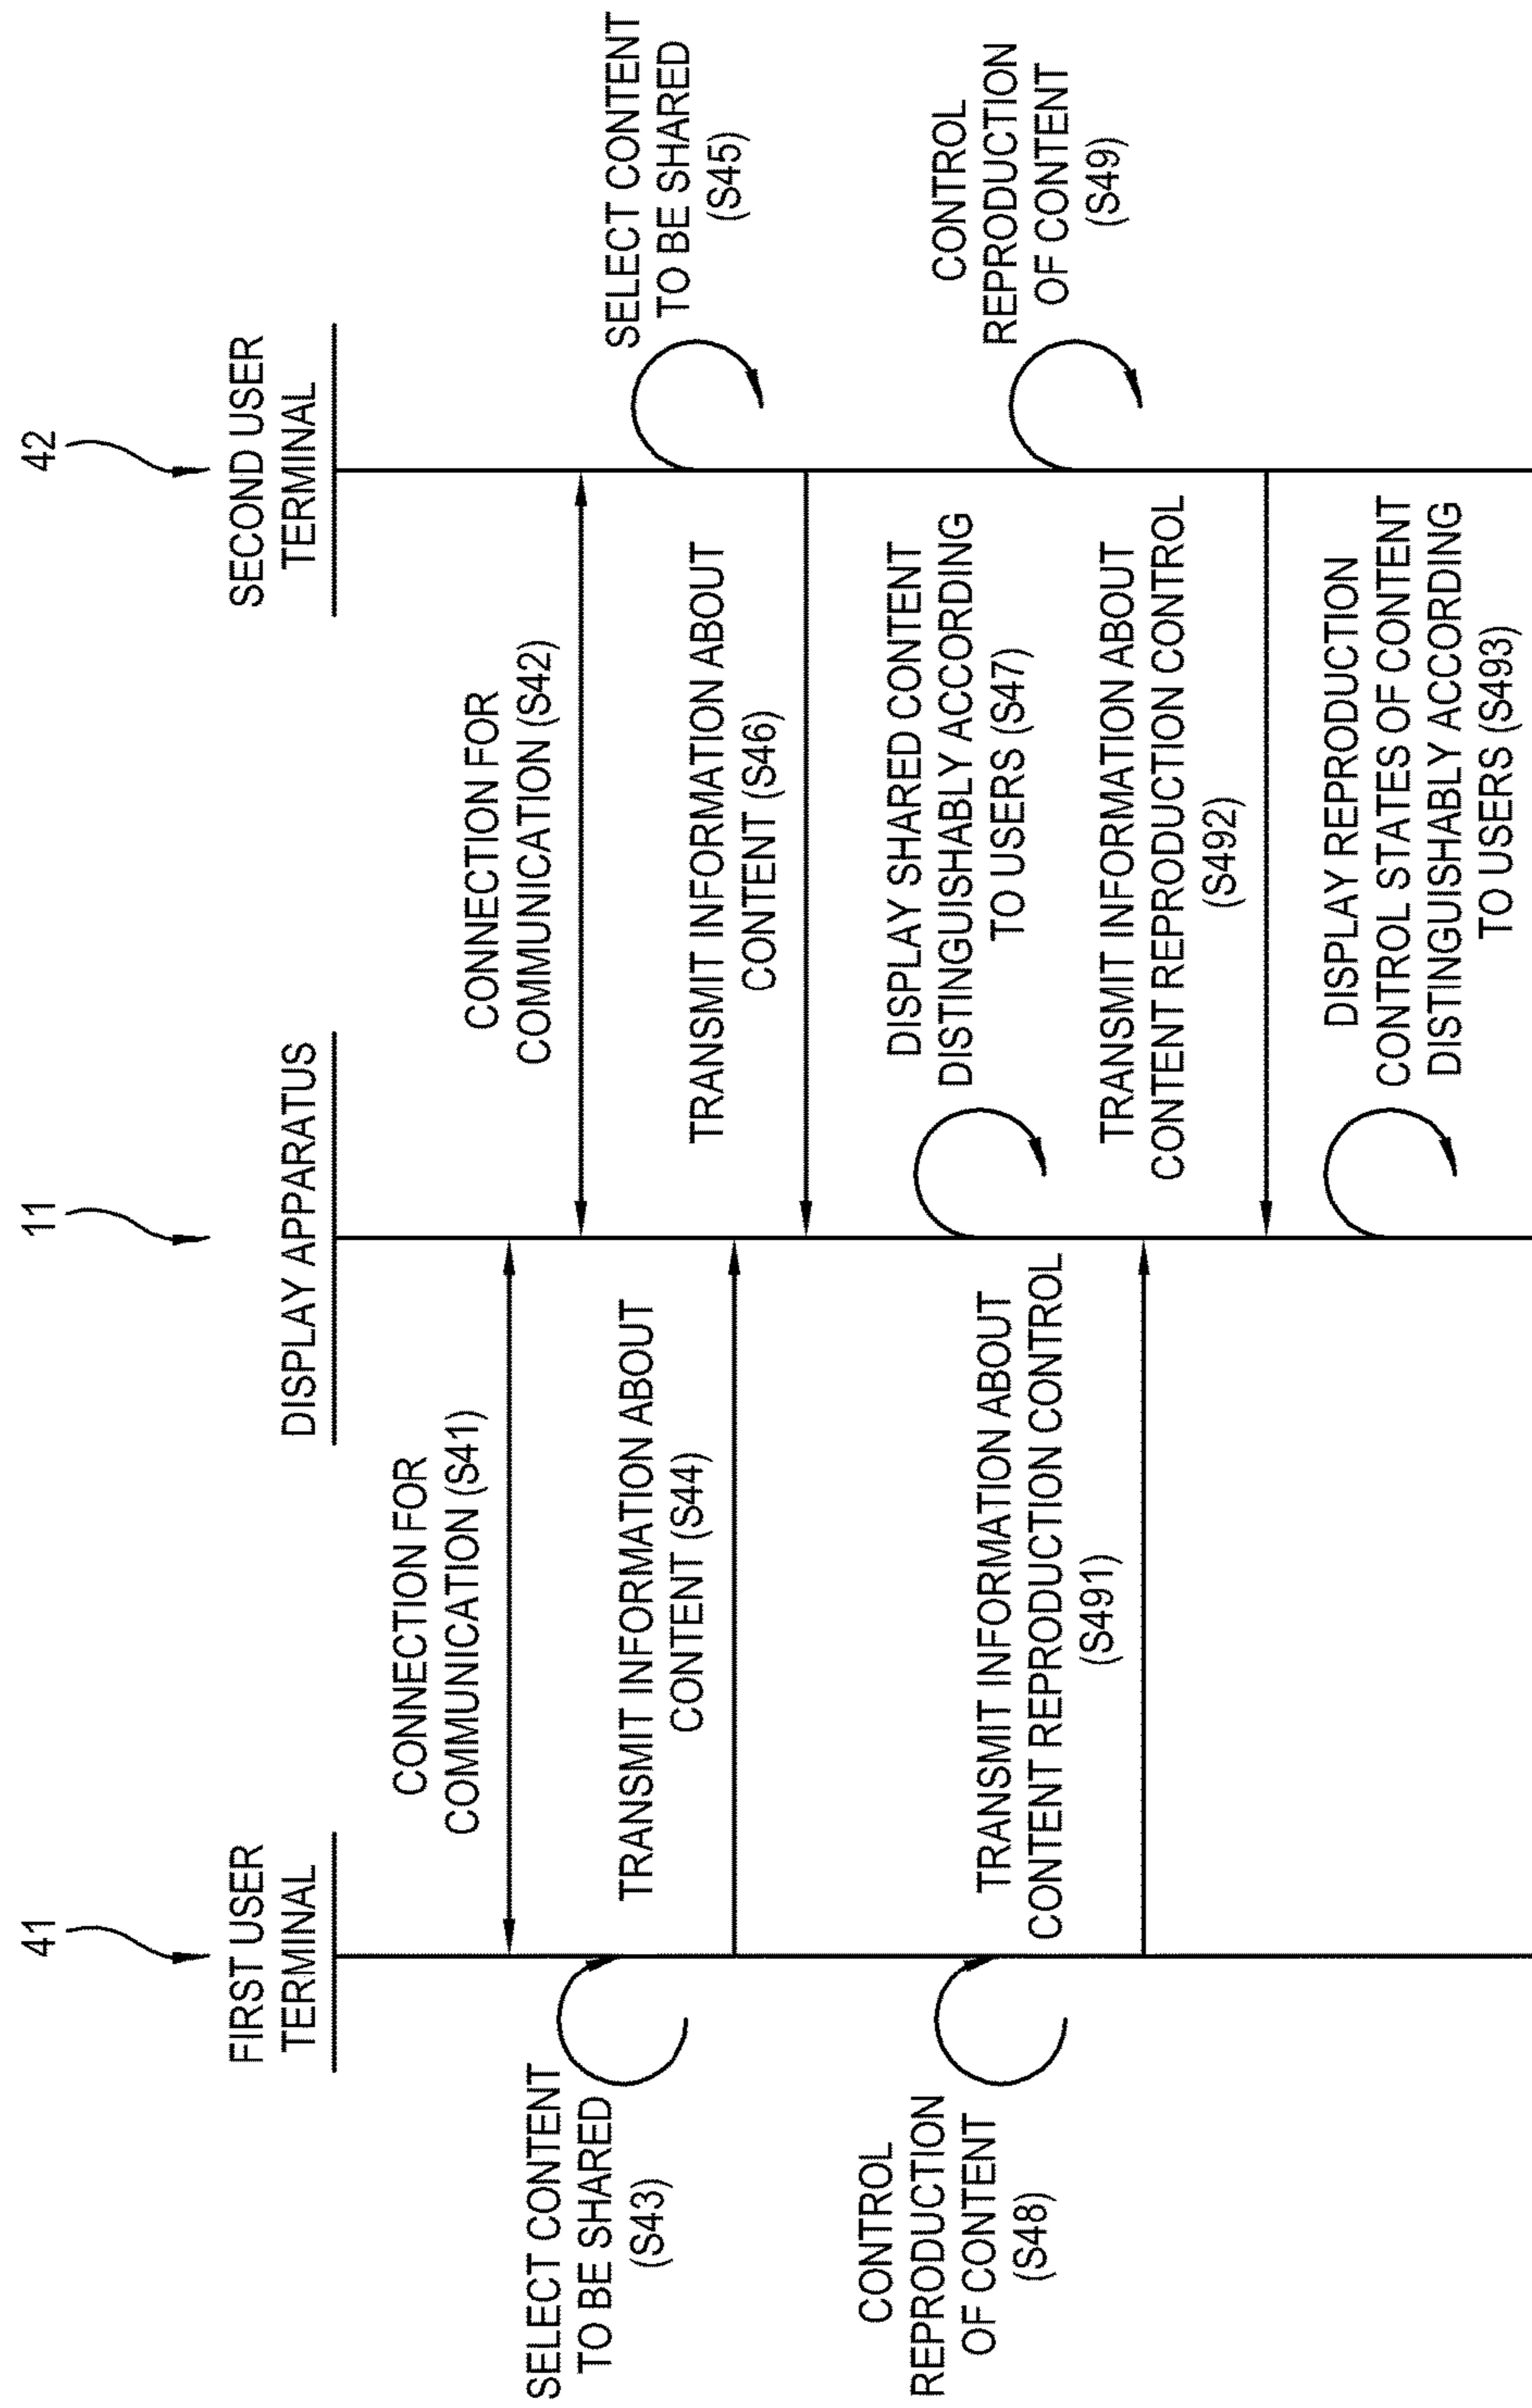 41
FIRST USER
TERMINAL
11
DISPLAY APPARATUS
42
SECOND USER
TERMINAL
CONNECTION FOR
COMMUNICATION (S41)
CONNECTION FOR
COMMUNICATION (S42)
SELECT CONTENT
TO BE SHARED
(S43)
TRANSMIT INFORMATION ABOUT
CONTENT (S44)
SELECT CONTENT
TO BE SHARED
(S45)
TRANSMIT INFORMATION ABOUT
CONTENT (S46)
DISPLAY SHARED CONTENT
DISTINGUISHABLY ACCORDING
TO USERS (S47)
CONTROL
REPRODUCTION
OF CONTENT
(S48)
CONTROL
REPRODUCTION
OF CONTENT
(S49)
TRANSMIT INFORMATION ABOUT
CONTENT REPRODUCTION CONTROL
(S491)
TRANSMIT INFORMATION ABOUT
CONTENT REPRODUCTION CONTROL
(S492)
DISPLAY REPRODUCTION
CONTROL STATES OF CONTENT
DISTINGUISHABLY ACCORDING
TO USERS (S493)